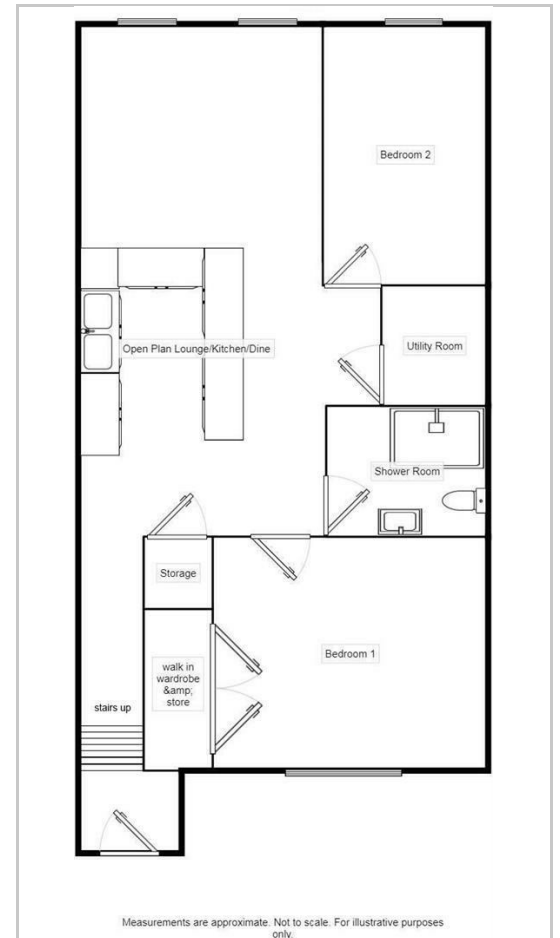 Bedroom 2
Open Plan Lounge/Kitchen/Dine
Utility Room
Shower Room
Storage
Bedroom 1
walk in
wardrobe
&amp;amp;
store
stairs up
Measurements are approximate. Not to scale. For illustrative purposes
only.